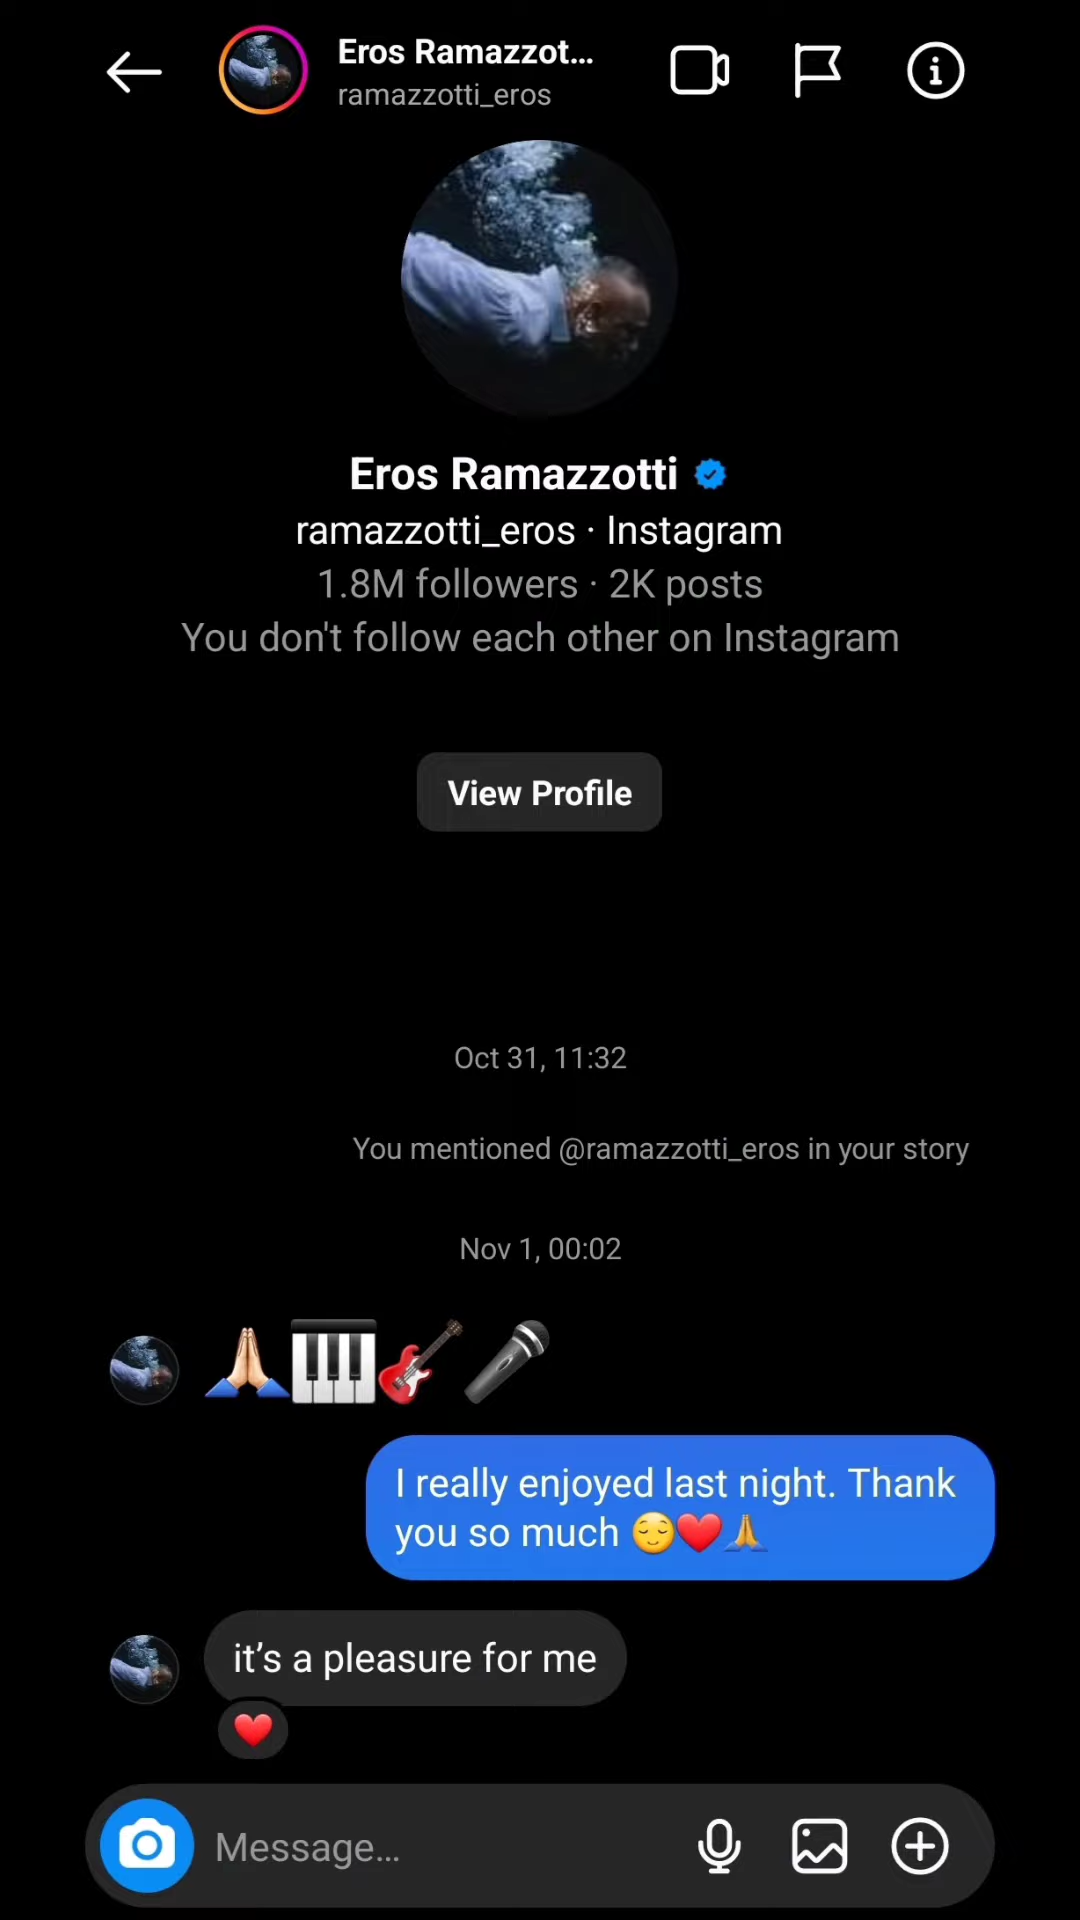 Eros Ramazzot...
ramazzotti_eros
Eros Ramazzotti
ramazzotti_eros · Instagram
1.8M followers · 2K posts
You don't follow each other on Instagram
View Profile
Oct 31, 11:32
You mentioned @ramazzotti_eros in your story
Nov 1, 00:02
🙏🏻🎹🎸🎤
I really enjoyed last night. Thank
you so much 😌❤️🙏
it’s a pleasure for me
❤️
Message...